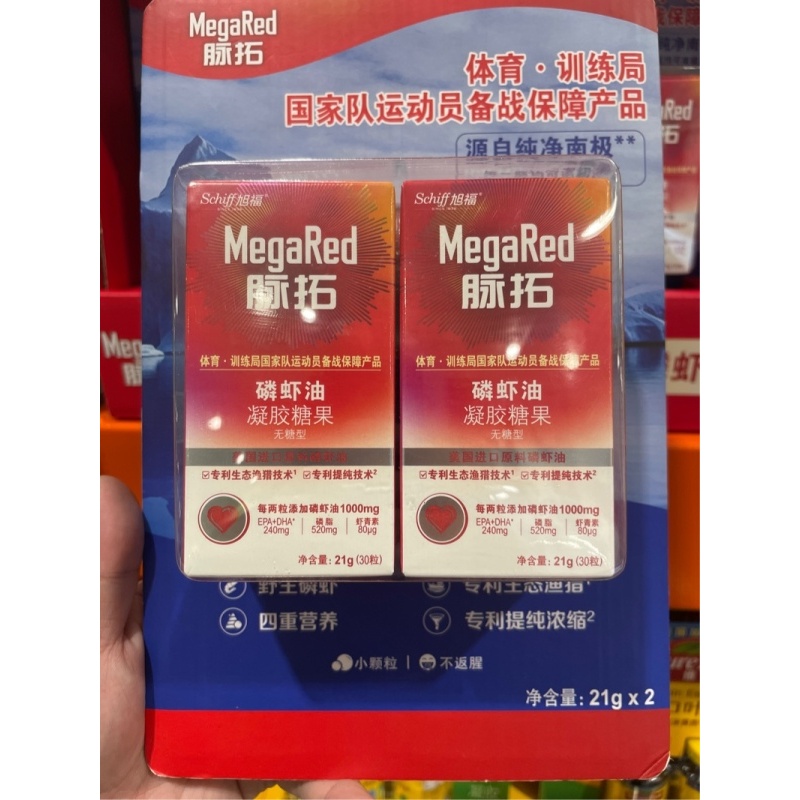 MegaRed
脉拓
体育·训练局
国家队运动员备战保障产品
源自纯净南极**
Schiff旭福
MegaRed
脉拓
体育·训练局国家队运动员备战保障产品
磷虾油
凝胶糖果
无糖型
专利生态渔猎技术¹ 专利提纯技术²
每两粒添加磷虾油1000mg
EPA+DHA* 磷脂 虾青素
240mg 520mg 80μg
净含量: 21g (30粒)
Schiff旭福
MegaRed
脉拓
体育·训练局国家队运动员备战保障产品
磷虾油
凝胶糖果
无糖型
美国进口原料磷虾油
专利生态渔猎技术¹ 专利提纯技术²
每两粒添加磷虾油1000mg
EPA+DHA* 磷脂 虾青素
240mg 520mg 80μg
净含量: 21g (30粒)
野生磷虾 专利生态渔猎¹
四重营养 专利提纯浓缩²
小颗粒 | 不返腥
净含量: 21g x 2